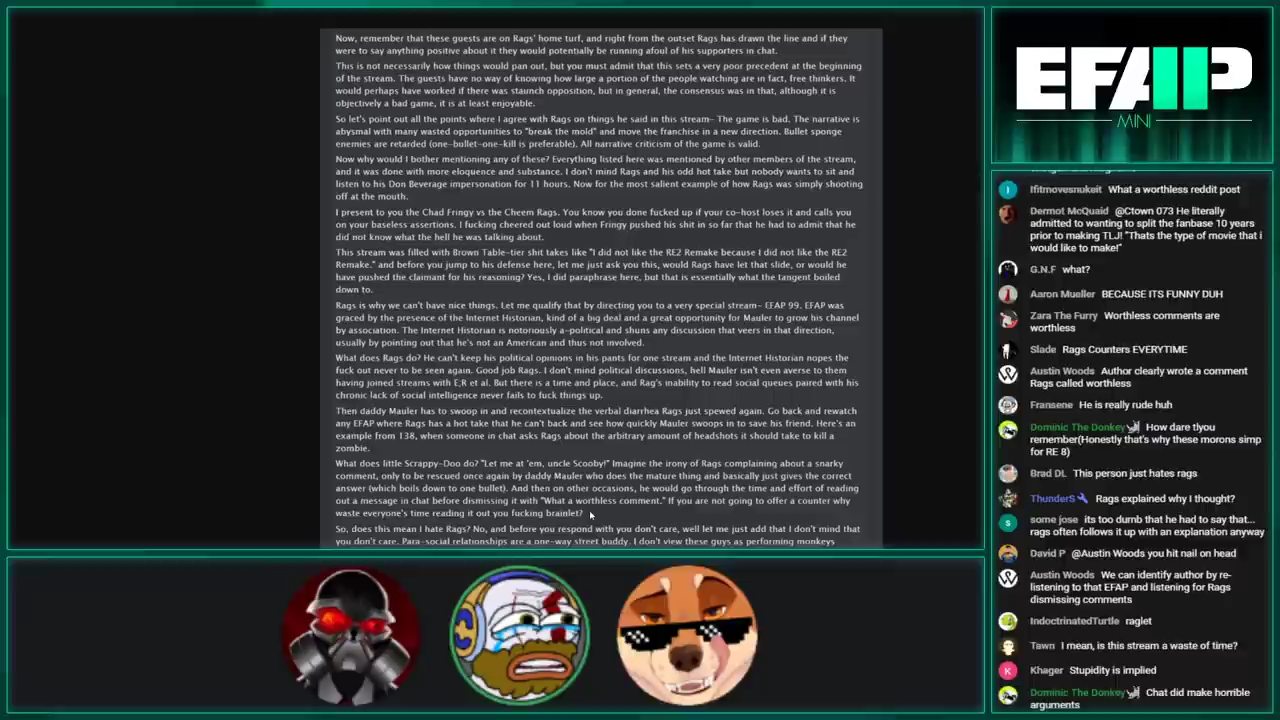 Now, remember that these guests are on Rags' home turf, and right from the outset Rags has drawn the line and if they
were to say anything positive about it they would potentially be running afoul of his supporters in chat.
This is not necessarily how things would pan out, but you must admit that this sets a very poor precedent at the beginning
of the stream. The guests have no way of knowing how large a portion of the people watching are in fact, free thinkers. It
would perhaps have worked if there was staunch opposition, but in general, the consensus was in that, although it is
objectively a bad game, it is at least enjoyable.
So let's point out all the points where I agree with Rags on things he said in this stream- The game is bad. The narrative is
abysmal with many wasted opportunities to "break the mold" and move the franchise in a new direction. Bullet sponge
enemies are retarded (one-bullet-one-kill is preferable). All narrative criticism of the game is valid.
Now why would I bother mentioning any of these? Everything listed here was mentioned by other members of the stream,
and it was done with more eloquence and substance. I don't mind Rags and his odd hot take but nobody wants to sit and
listen to his Don Beverage impersonation for 11 hours. Now for the most salient example of how Rags was simply shooting
off at the mouth.
I present to you the Chad Fringy vs the Cheem Rags. You know you done fucked up if your co-host loses it and calls you
on your baseless assertions. I fucking cheered out loud when Fringy pushed his shit in so far that he had to admit that he
did not know what the hell he was talking about.
This stream was filled with Brown Table-tier shit takes like "I did not like the RE2 Remake because I did not like the RE2
Remake." and before you jump to his defense here, let me just ask you this, would Rags have let that slide, or would he
have pushed the claimant for his reasoning? Yes, I did paraphrase here, but that is essentially what the tangent boiled
down to.
Rags is why we can't have nice things. Let me qualify that by directing you to a very special stream- EFAP 99. EFAP was
graced by the presence of the Internet Historian, kind of a big deal and a great opportunity for Mauler to grow his channel
by association. The Internet Historian is notoriously a-political and shuns any discussion that veers in that direction,
usually by pointing out that he's not an American and thus not involved.
What does Rags do? He can't keep his political opinions in his pants for one stream and the Internet Historian nopes the
fuck out never to be seen again. Good job Rags. I don't mind political discussions, hell Mauler isn't even averse to them
having joined streams with E;R et al. But there is a time and place, and Rag's inability to read social queues paired with his
chronic lack of social intelligence never fails to fuck things up.
Then daddy Mauler has to swoop in and recontextualize the verbal diarrhea Rags just spewed again. Go back and rewatch
any EFAP where Rags has a hot take that he can't back and see how quickly Mauler swoops in to save his friend. Here's an
example from 138, when someone in chat asks Rags about the arbitrary amount of headshots it should take to kill a
zombie.
What does little Scrappy-Doo do? "Let me at 'em, uncle Scooby!" Imagine the irony of Rags complaining about a snarky
comment, only to be rescued once again by daddy Mauler who does the mature thing and basically just gives the correct
answer (which boils down to one bullet). And then on other occasions, he would go through the time and effort of reading
out a message in chat before dismissing it with "What a worthless comment." If you are not going to offer a counter why
waste everyone's time reading it out you fucking brainlet?
So, does this mean I hate Rags? No, and before you respond with you don't care, well let me just add that I don't mind that
you don't care. Para-social relationships are a one-way street buddy. I don't view these guys as performing monkeys
EFAP
MINI
Ifitmovesnukeit What a worthless reddit post
Dermot McQuaid @Ctown 073 He literally
admitted to wanting to split the fanbase 10 years
prior to making TLJ! "Thats the type of movie that i
would like to make!"
G.N.F what?
Aaron Mueller BECAUSE ITS FUNNY DUH
Zara The Furry Worthless comments are
worthless
Slade Rags Counters EVERYTIME
Austin Woods Author clearly wrote a comment
Rags called worthless
Fransene He is really rude huh
Dominic The Donkey How dare tlyou
remember(Honestly that's why these morons simp
for RE 8)
Brad DL This person just hates rags
ThunderS Rags explained why I thought?
some jose its too dumb that he had to say that...
rags often follows it up with an explanation anyway
David P @Austin Woods you hit nail on head
Austin Woods We can identify author by re-
listening to that EFAP and listening for Rags
dismissing comments
IndoctrinatedTurtle raglet
Tawn I mean, is this stream a waste of time?
Khager Stupidity is implied
Dominic The Donkey Chat did make horrible
arguments